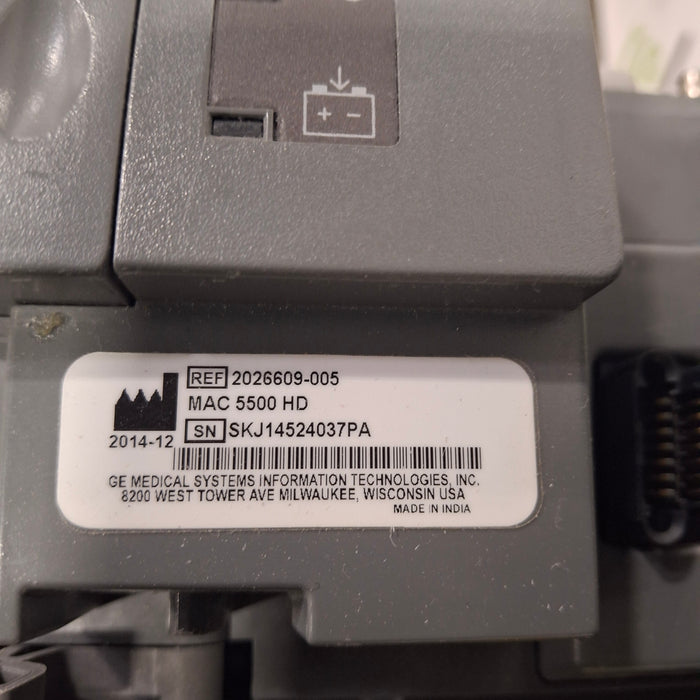 + -
REF 2026609-005
MAC 5500 HD
2014-12 SN SKJ14524037PA
GE MEDICAL SYSTEMS INFORMATION TECHNOLOGIES, INC.
8200 WEST TOWER AVE MILWAUKEE, WISCONSIN USA
MADE IN INDIA